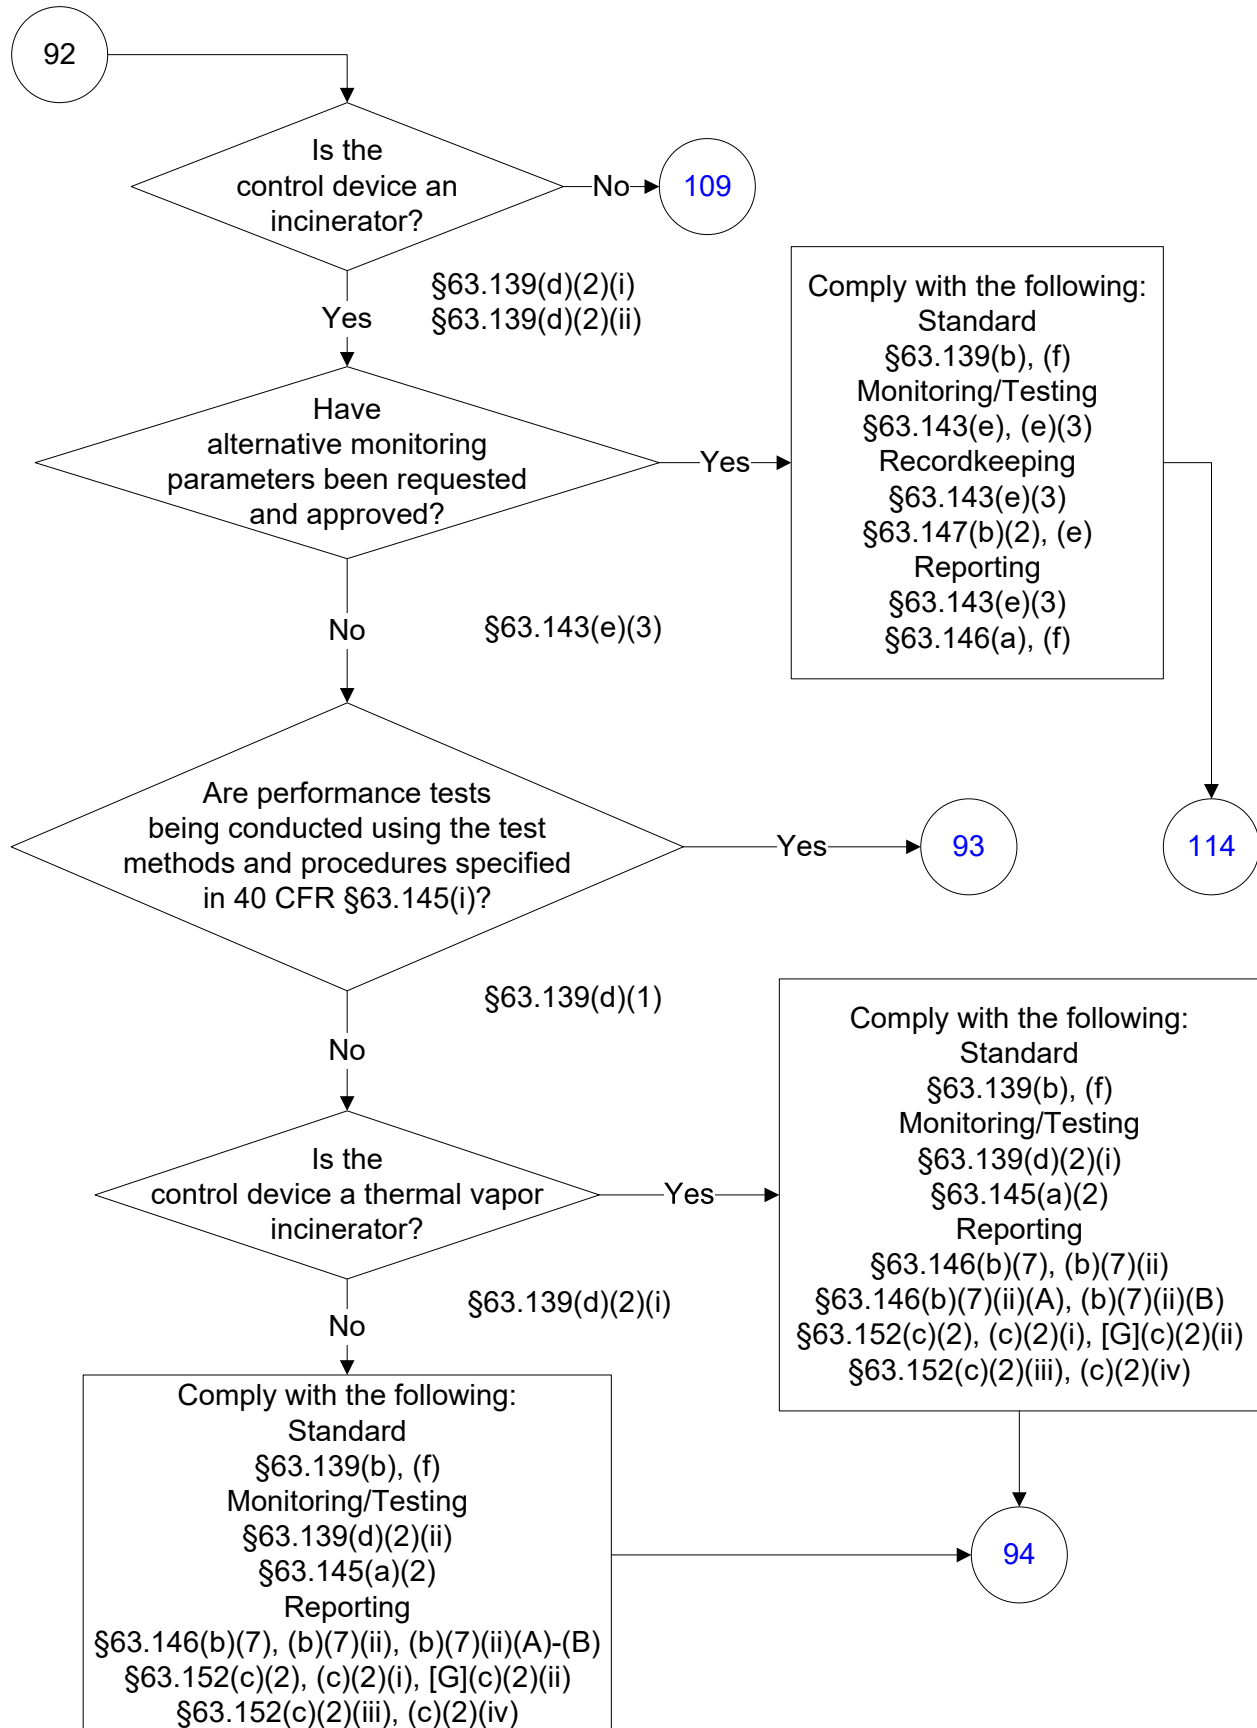 92
Is the
control device an
incinerator?
No
109
§63.139(d)(2)(i)
§63.139(d)(2)(ii)
Yes
Have
alternative monitoring
parameters been requested
and approved?
Yes
Comply with the following:
Standard
§63.139(b), (f)
Monitoring/Testing
§63.143(e), (e)(3)
Recordkeeping
§63.143(e)(3)
§63.147(b)(2), (e)
Reporting
§63.143(e)(3)
§63.146(a), (f)
No
§63.143(e)(3)
Are performance tests
being conducted using the test
methods and procedures specified
in 40 CFR §63.145(i)?
Yes
93
114
§63.139(d)(1)
No
Is the
control device a thermal vapor
incinerator?
Yes
Comply with the following:
Standard
§63.139(b), (f)
Monitoring/Testing
§63.139(d)(2)(i)
§63.145(a)(2)
Reporting
§63.146(b)(7), (b)(7)(ii)
§63.146(b)(7)(ii)(A), (b)(7)(ii)(B)
§63.152(c)(2), (c)(2)(i), [G](c)(2)(ii)
§63.152(c)(2)(iii), (c)(2)(iv)
§63.139(d)(2)(i)
No
Comply with the following:
Standard
§63.139(b), (f)
Monitoring/Testing
§63.139(d)(2)(ii)
§63.145(a)(2)
Reporting
§63.146(b)(7), (b)(7)(ii), (b)(7)(ii)(A)-(B)
§63.152(c)(2), (c)(2)(i), [G](c)(2)(ii)
§63.152(c)(2)(iii), (c)(2)(iv)
94